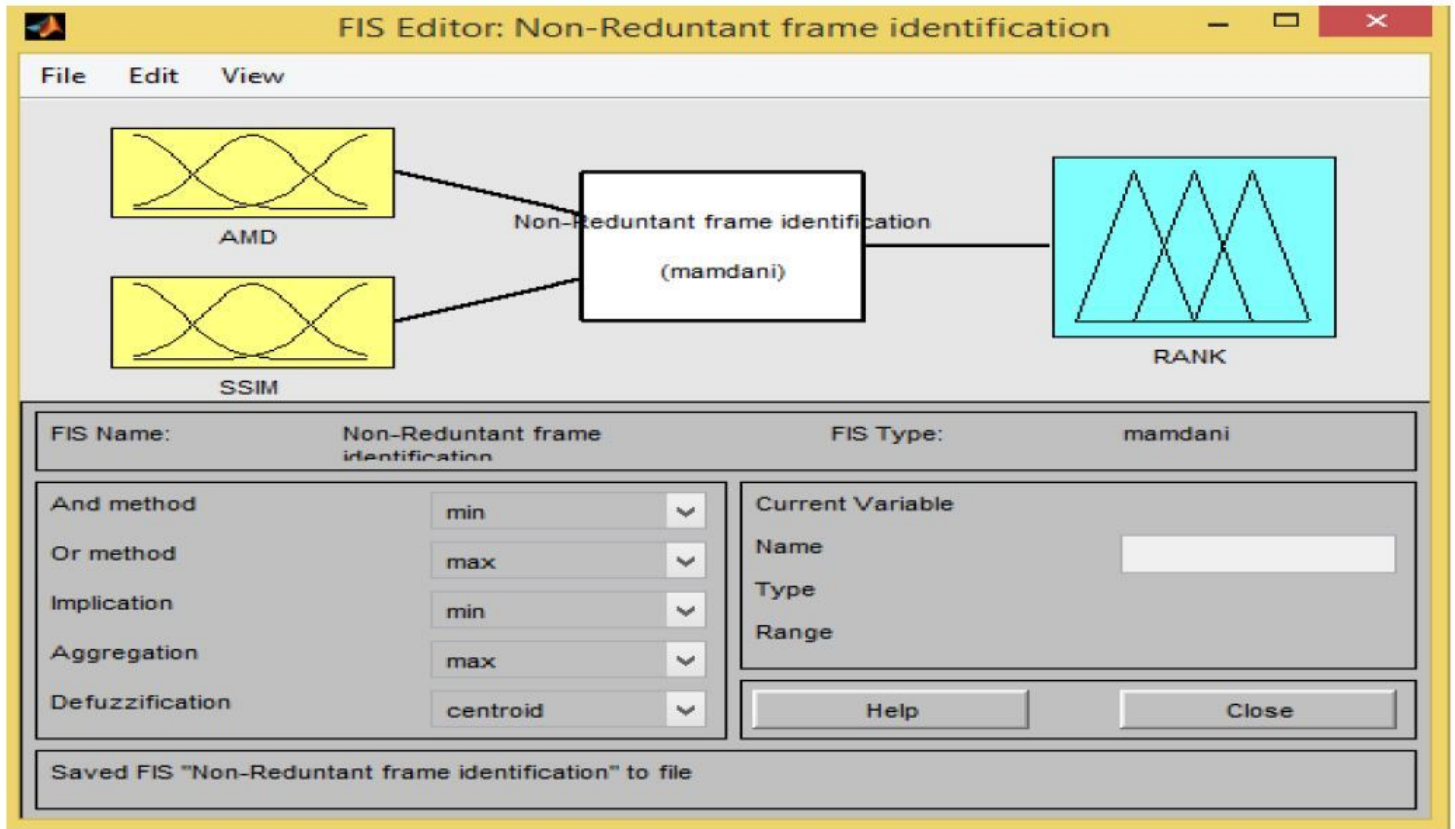 FIS Editor: Non-Reduntant frame identification
File Edit View
AMD
SSIM
Non-Reduntant frame identification
(mamdani)
RANK
FIS Name: Non-Reduntant frame identification FIS Type: mamdani
And method min
Or method max
Implication min
Aggregation max
Defuzzification centroid
Current Variable
Name
Type
Range
Help Close
Saved FIS "Non-Reduntant frame identification" to file